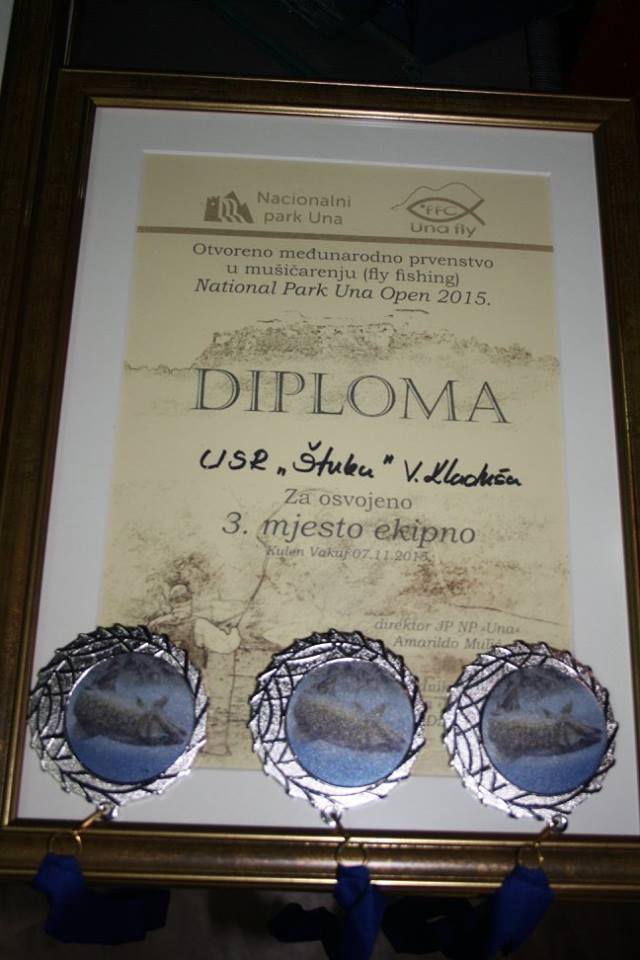 Nacionalni
park Una
FFC
Una fly
Otvoreno međunarodno prvenstvo
u mušičarenju (fly fishing)
National Park Una Open 2015.
DIPLOMA
USR „Štuka" V. Kladuša
Za osvojeno
3. mjesto ekipno
Kulen Vakuf 07.11.2015.
direktor JP NP »Una«
Amarildo